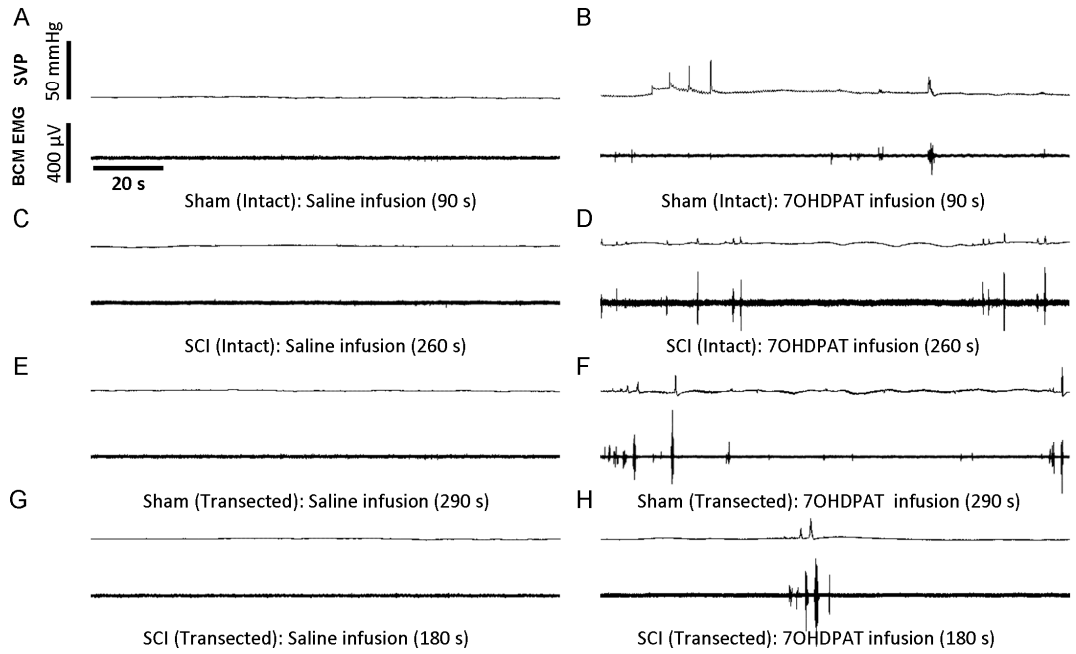 A
B
SVP
50 mmHg
BCM EMG
400 µV
20 s
Sham (Intact): Saline infusion (90 s)
Sham (Intact): 7OHDPAT infusion (90 s)
C
D
SCI (Intact): Saline infusion (260 s)
SCI (Intact): 7OHDPAT infusion (260 s)
E
F
Sham (Transected): Saline infusion (290 s)
Sham (Transected): 7OHDPAT infusion (290 s)
G
H
SCI (Transected): Saline infusion (180 s)
SCI (Transected): 7OHDPAT infusion (180 s)